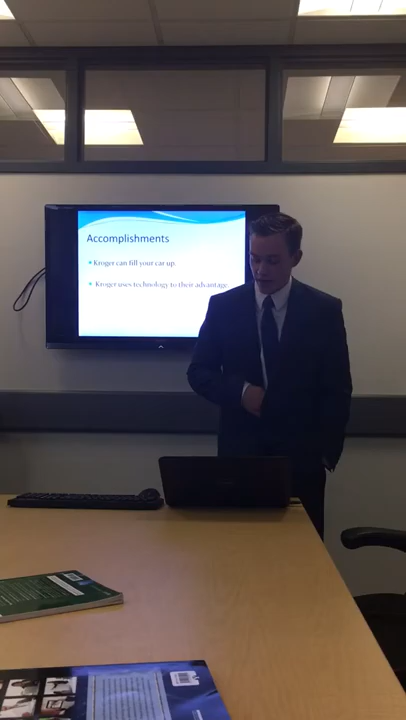 Accomplishments
Kroger can fill your car up.
Kroger uses technology to their advantage.